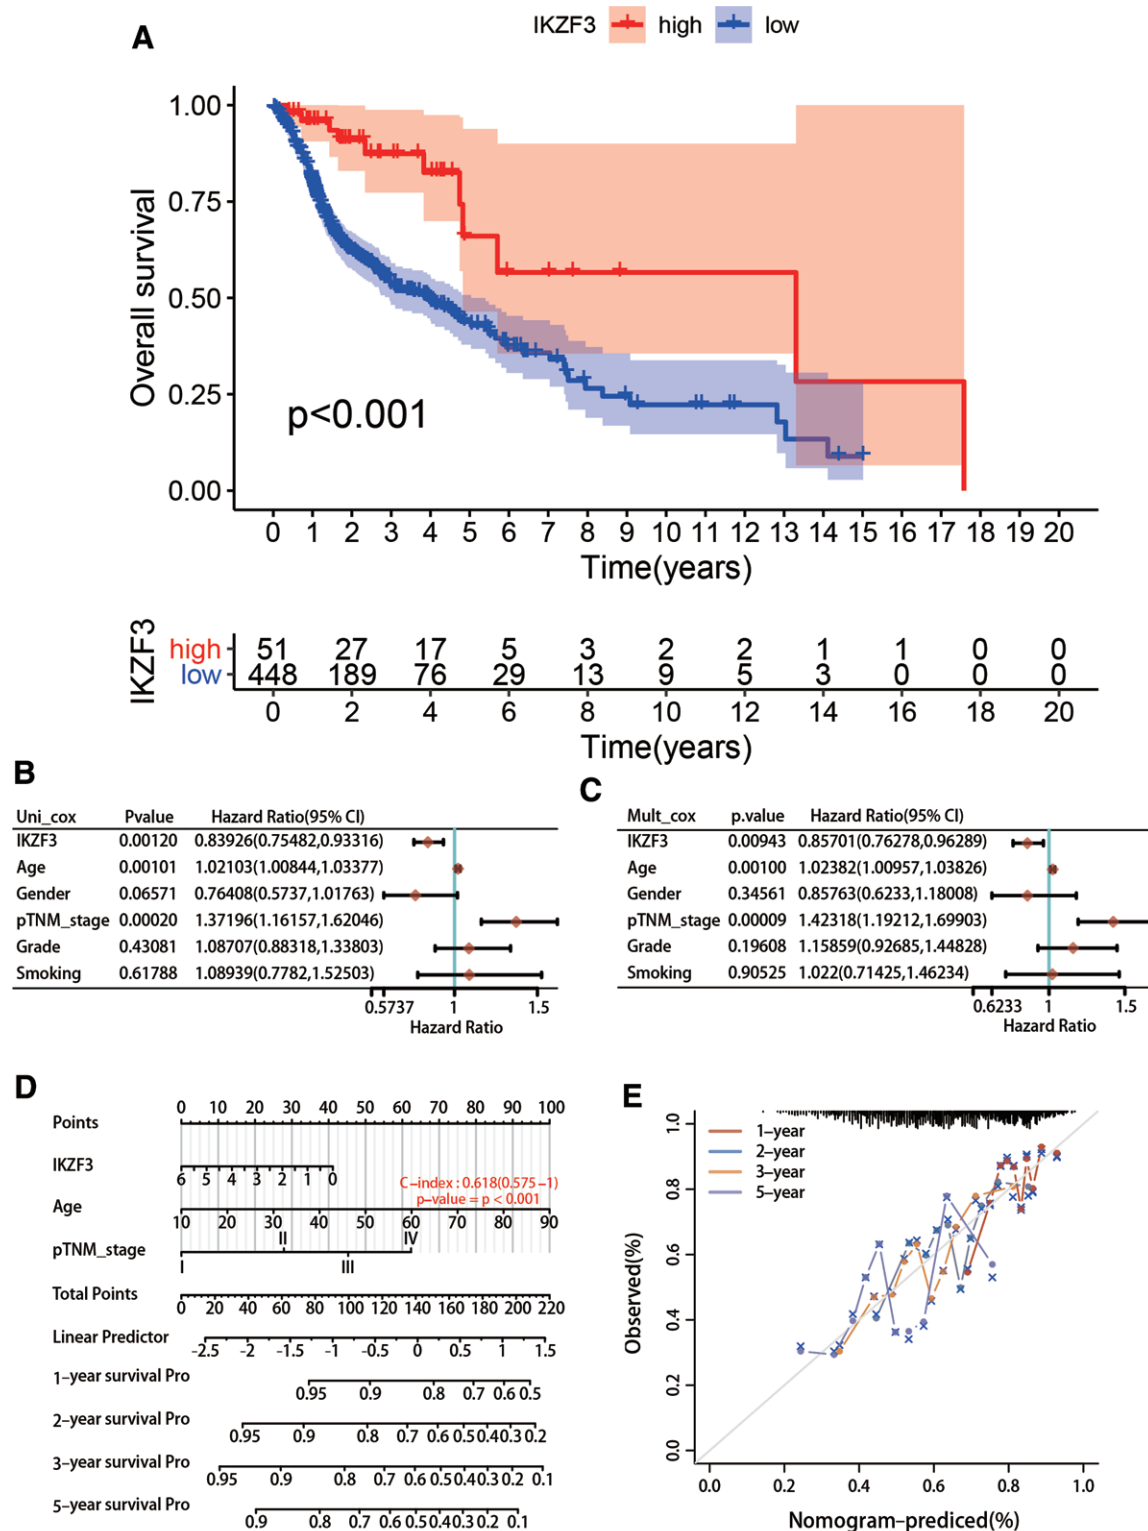 A
IKZF3 high low
Overall survival
1.00
0.75
0.50
0.25
0.00
p<0.001
0 1 2 3 4 5 6 7 8 9 10 11 12 13 14 15 16 17 18 19 20
Time(years)
IKZF3
high 51 27 17 5 3 2 2 1 1 0 0
low 448 189 76 29 13 9 5 3 0 0 0
0 2 4 6 8 10 12 14 16 18 20
Time(years)
B
Uni_cox Pvalue Hazard Ratio(95% CI)
IKZF3 0.00120 0.83926(0.75482,0.93316)
Age 0.00101 1.02103(1.00844,1.03377)
Gender 0.06571 0.76408(0.5737,1.01763)
pTNM_stage 0.00020 1.37196(1.16157,1.62046)
Grade 0.43081 1.08707(0.88318,1.33803)
Smoking 0.61788 1.08939(0.7782,1.52503)
0.5737 1 1.5
Hazard Ratio
C
Mult_cox p.value Hazard Ratio(95% CI)
IKZF3 0.00943 0.85701(0.76278,0.96289)
Age 0.00100 1.02382(1.00957,1.03826)
Gender 0.34561 0.85763(0.6233,1.18008)
pTNM_stage 0.00009 1.42318(1.19212,1.69903)
Grade 0.19608 1.15859(0.92685,1.44828)
Smoking 0.90525 1.022(0.71425,1.46234)
0.6233 1 1.5
Hazard Ratio
D
Points 0 10 20 30 40 50 60 70 80 90 100
IKZF3 6 5 4 3 2 1 0
C-index : 0.618(0.575-1)
p-value = p < 0.001
Age 10 20 30 40 50 60 70 80 90
pTNM_stage I II III IV
Total Points 0 20 40 60 80 100 120 140 160 180 200 220
Linear Predictor -2.5 -2 -1.5 -1 -0.5 0 0.5 1 1.5
1-year survival Pro 0.95 0.9 0.8 0.7 0.6 0.5
2-year survival Pro 0.95 0.9 0.8 0.7 0.6 0.5 0.4 0.3 0.2
3-year survival Pro 0.95 0.9 0.8 0.7 0.6 0.5 0.4 0.3 0.2 0.1
5-year survival Pro 0.9 0.8 0.7 0.6 0.5 0.4 0.3 0.2 0.1
E
1-year
2-year
3-year
5-year
Observed(%)
1.0
0.8
0.6
0.4
0.2
0.0
0.0 0.2 0.4 0.6 0.8 1.0
Nomogram-prediced(%)